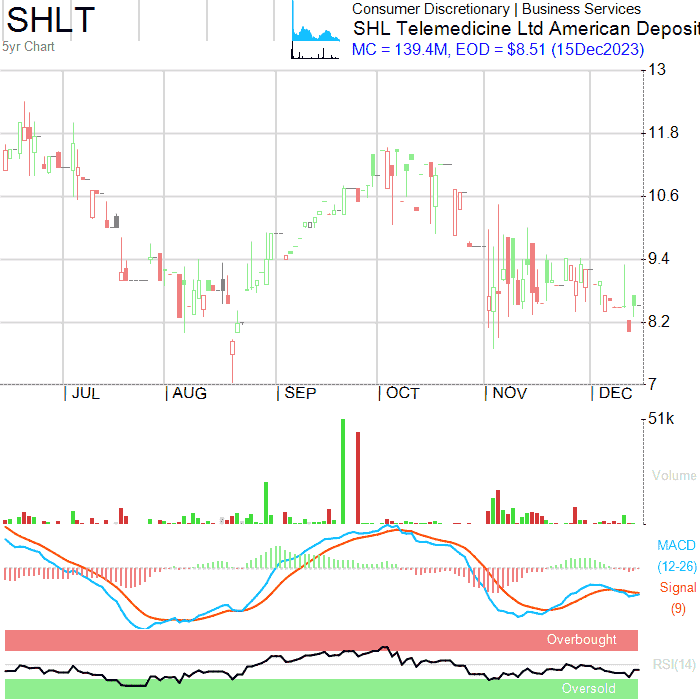 SHLT
5yr Chart
Consumer Discretionary | Business Services
SHL Telemedicine Ltd American Deposit
MC = 139.4M, EOD = $8.51 (15Dec2023)
13
11.8
10.6
9.4
8.2
7
JUL
AUG
SEP
OCT
NOV
DEC
51k
Volume
MACD
(12-26)
Signal
(9)
Overbought
RSI(14)
Oversold